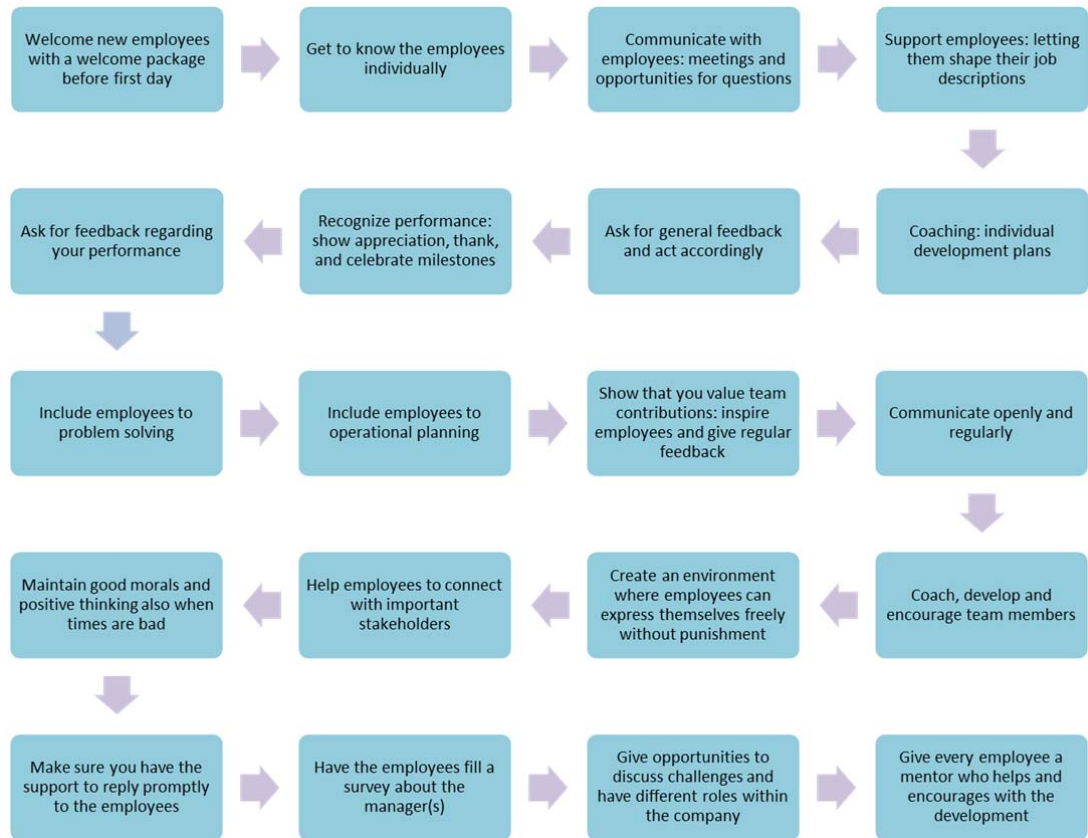 Welcome new employees
with a welcome package
before first day
Get to know the employees
individually
Communicate with
employees: meetings and
opportunities for questions
Support employees: letting
them shape their job
descriptions
Coaching: individual
development plans
Ask for general feedback
and act accordingly
Recognize performance:
show appreciation, thank,
and celebrate milestones
Ask for feedback regarding
your performance
Include employees to
problem solving
Include employees to
operational planning
Show that you value team
contributions: inspire
employees and give regular
feedback
Communicate openly and
regularly
Coach, develop and
encourage team members
Create an environment
where employees can
express themselves freely
without punishment
Help employees to connect
with important
stakeholders
Maintain good morals and
positive thinking also when
times are bad
Make sure you have the
support to reply promptly
to the employees
Have the employees fill a
survey about the
manager(s)
Give opportunities to
discuss challenges and
have different roles within
the company
Give every employee a
mentor who helps and
encourages with the
development